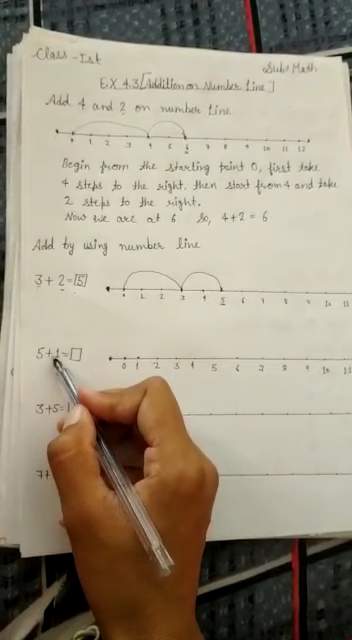 Class - Ist
Sub: Math
EX 4.3 [Addition on Number Line]
Add 4 and 2 on number line
0 1 2 3 4 5 6 7 8 9 10 11 12
Begin from the starting point 0, first take
4 steps to the right, then start from 4 and take
2 steps to the right.
Now we are at 6 So, 4+2 = 6
Add by using number line
3 + 2 = 5
0 1 2 3 4 5 6 7 8 9 10 11
5+1=
0 1 2 3 4 5 6 7 8 9 10 11
3+5=
7+